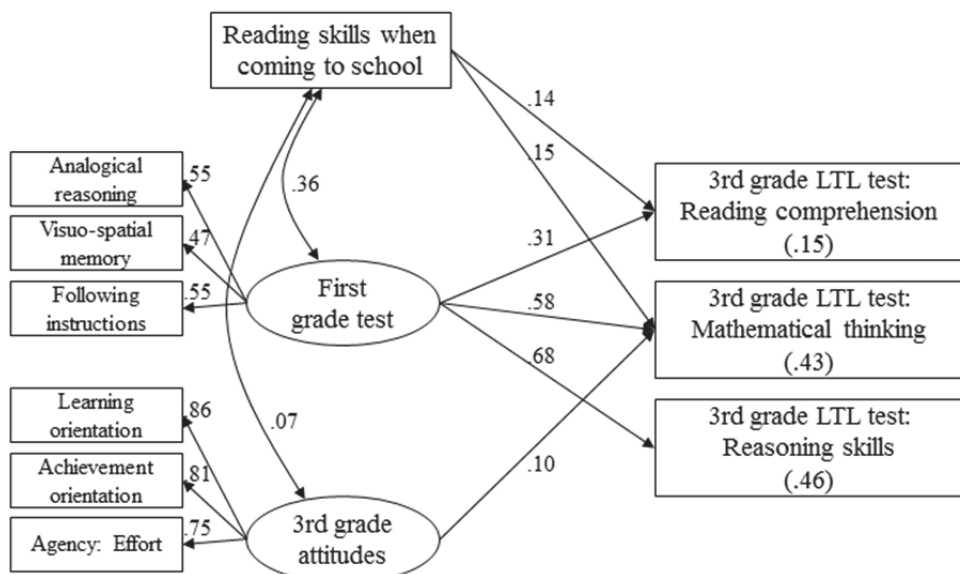 Reading skills when
coming to school
.14
.15
Analogical
reasoning
.55
.36
3rd grade LTL test:
Reading comprehension
(.15)
Visuo-spatial
memory
.47
.31
Following
instructions
.55
First
grade test
.58
3rd grade LTL test:
Mathematical thinking
(.43)
.68
Learning
orientation
.86
.07
3rd grade LTL test:
Reasoning skills
(.46)
Achievement
orientation
.81
.10
Agency: Effort
.75
3rd grade
attitudes